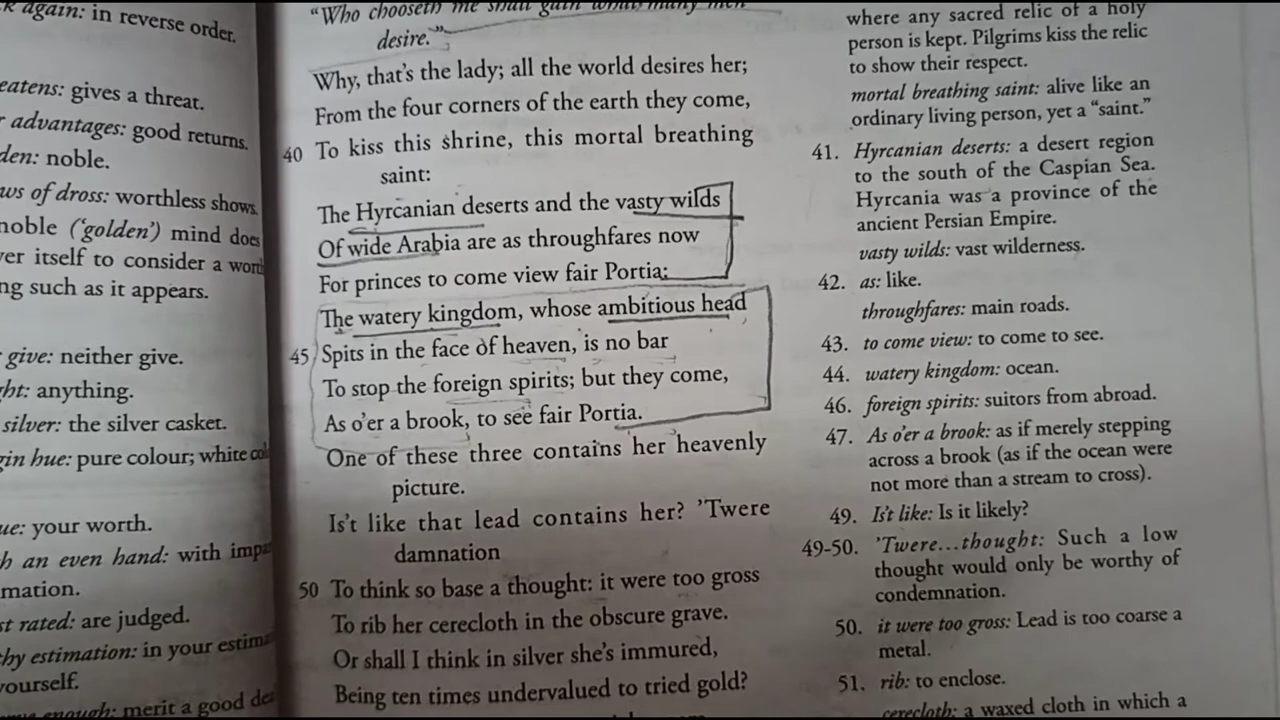 again: in reverse order.
eatens: gives a threat.
advantages: good returns.
den: noble.
ws of dross: worthless shows.
noble ('golden') mind does
ver itself to consider a
ng such as it appears.
give: neither give.
ght: anything.
silver: the silver casket.
gin hue: pure colour; white
ue: your worth.
h an even hand: with
mation.
st rated: are judged.
thy estimation: in your
yourself.
enough: merit a good
"Who chooseth me shall gain what many men
desire."
Why, that's the lady; all the world desires her;
From the four corners of the earth they come,
40 To kiss this shrine, this mortal breathing
saint:
The Hyrcanian deserts and the vasty wilds
Of wide Arabia are as throughfares now
For princes to come view fair Portia:
The watery kingdom, whose ambitious head
45 Spits in the face of heaven, is no bar
To stop the foreign spirits; but they come,
As o'er a brook, to see fair Portia.
One of these three contains her heavenly
picture.
Is't like that lead contains her? 'Twere
damnation
50 To think so base a thought: it were too gross
To rib her cerecloth in the obscure grave.
Or shall I think in silver she's immured,
Being ten times undervalued to tried gold?
where any sacred relic of a holy
person is kept. Pilgrims kiss the relic
to show their respect.
mortal breathing saint: alive like an
ordinary living person, yet a "saint."
41. Hyrcanian deserts: a desert region
to the south of the Caspian Sea.
Hyrcania was a province of the
ancient Persian Empire.
vasty wilds: vast wilderness.
42. as: like.
throughfares: main roads.
43. to come view: to come to see.
44. watery kingdom: ocean.
46. foreign spirits: suitors from abroad.
47. As o'er a brook: as if merely stepping
across a brook (as if the ocean were
not more than a stream to cross).
49. Is't like: Is it likely?
49-50. 'Twere...thought: Such a low
thought would only be worthy of
condemnation.
50. it were too gross: Lead is too coarse a
metal.
51. rib: to enclose.
cerecloth: a waxed cloth in which a